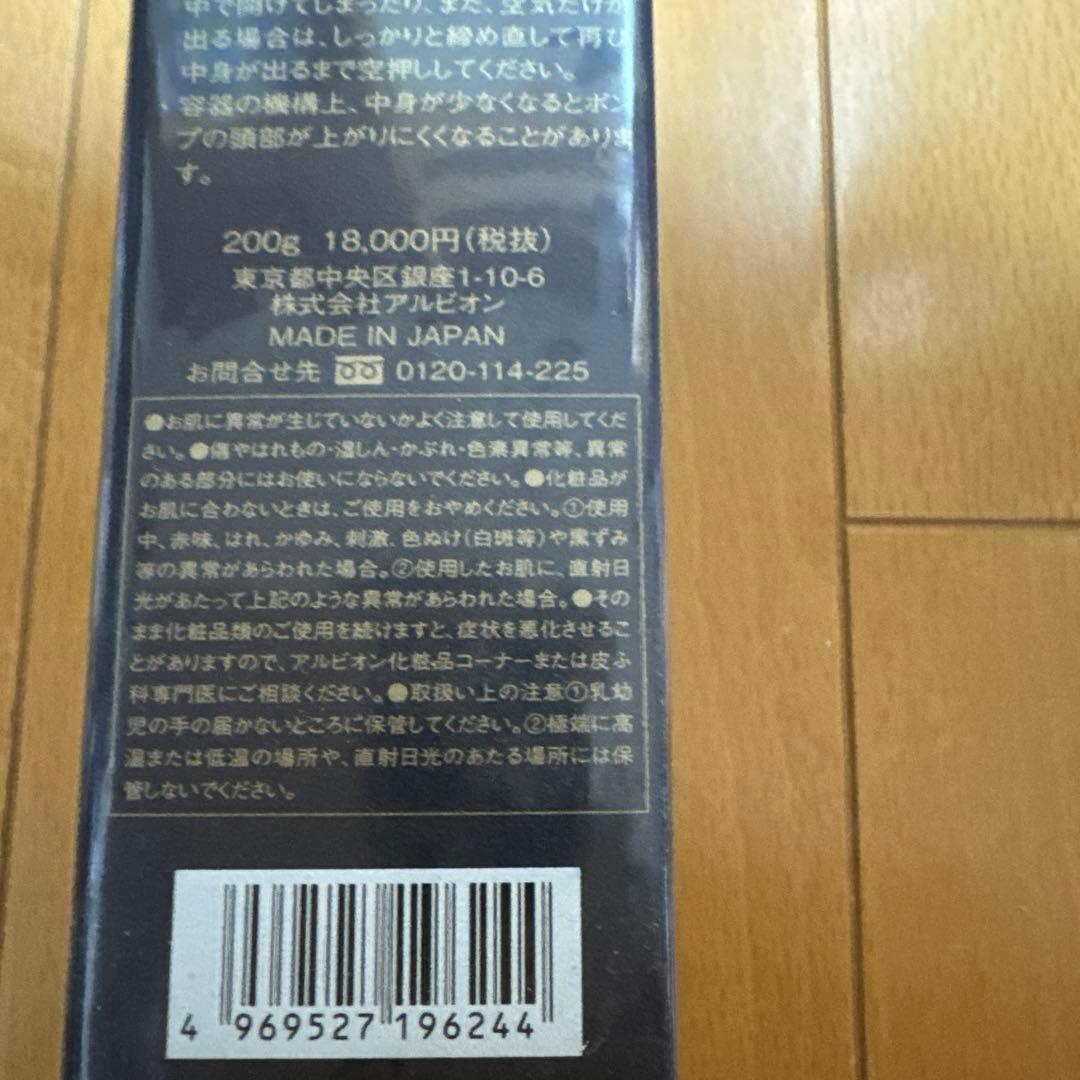 中で開けてしまったり、また、空気だけが
出る場合は、しっかりと締め直して再び
中身が出るまで空押ししてください。
容器の機構上、中身が少なくなるとポン
プの頭部が上がりにくくなることがありま
す。
200g 18,000円(税抜)
東京都中央区銀座1-10-6
株式会社アルビオン
MADE IN JAPAN
お問合せ先 0120-114-225
●お肌に異常が生じていないかよく注意して使用してくだ
さい。●傷やはれもの・湿しん・かぶれ・色素異常等、異常
のある部分にはお使いにならないでください。●化粧品が
お肌に合わないときは、ご使用をおやめください。①使用
中、赤味、はれ、かゆみ、刺激、色ぬけ(白斑等)や黒ずみ
等の異常があらわれた場合。②使用したお肌に、直射日
光があたって上記のような異常があらわれた場合。●その
まま化粧品類のご使用を続けますと、症状を悪化させるこ
とがありますので、アルビオン化粧品コーナーまたは皮ふ
科専門医にご相談ください。●取扱い上の注意①乳幼
児の手の届かないところに保管してください。②極端に高
温または低温の場所や、直射日光のあたる場所には保
管しないでください。
4 969527 196244